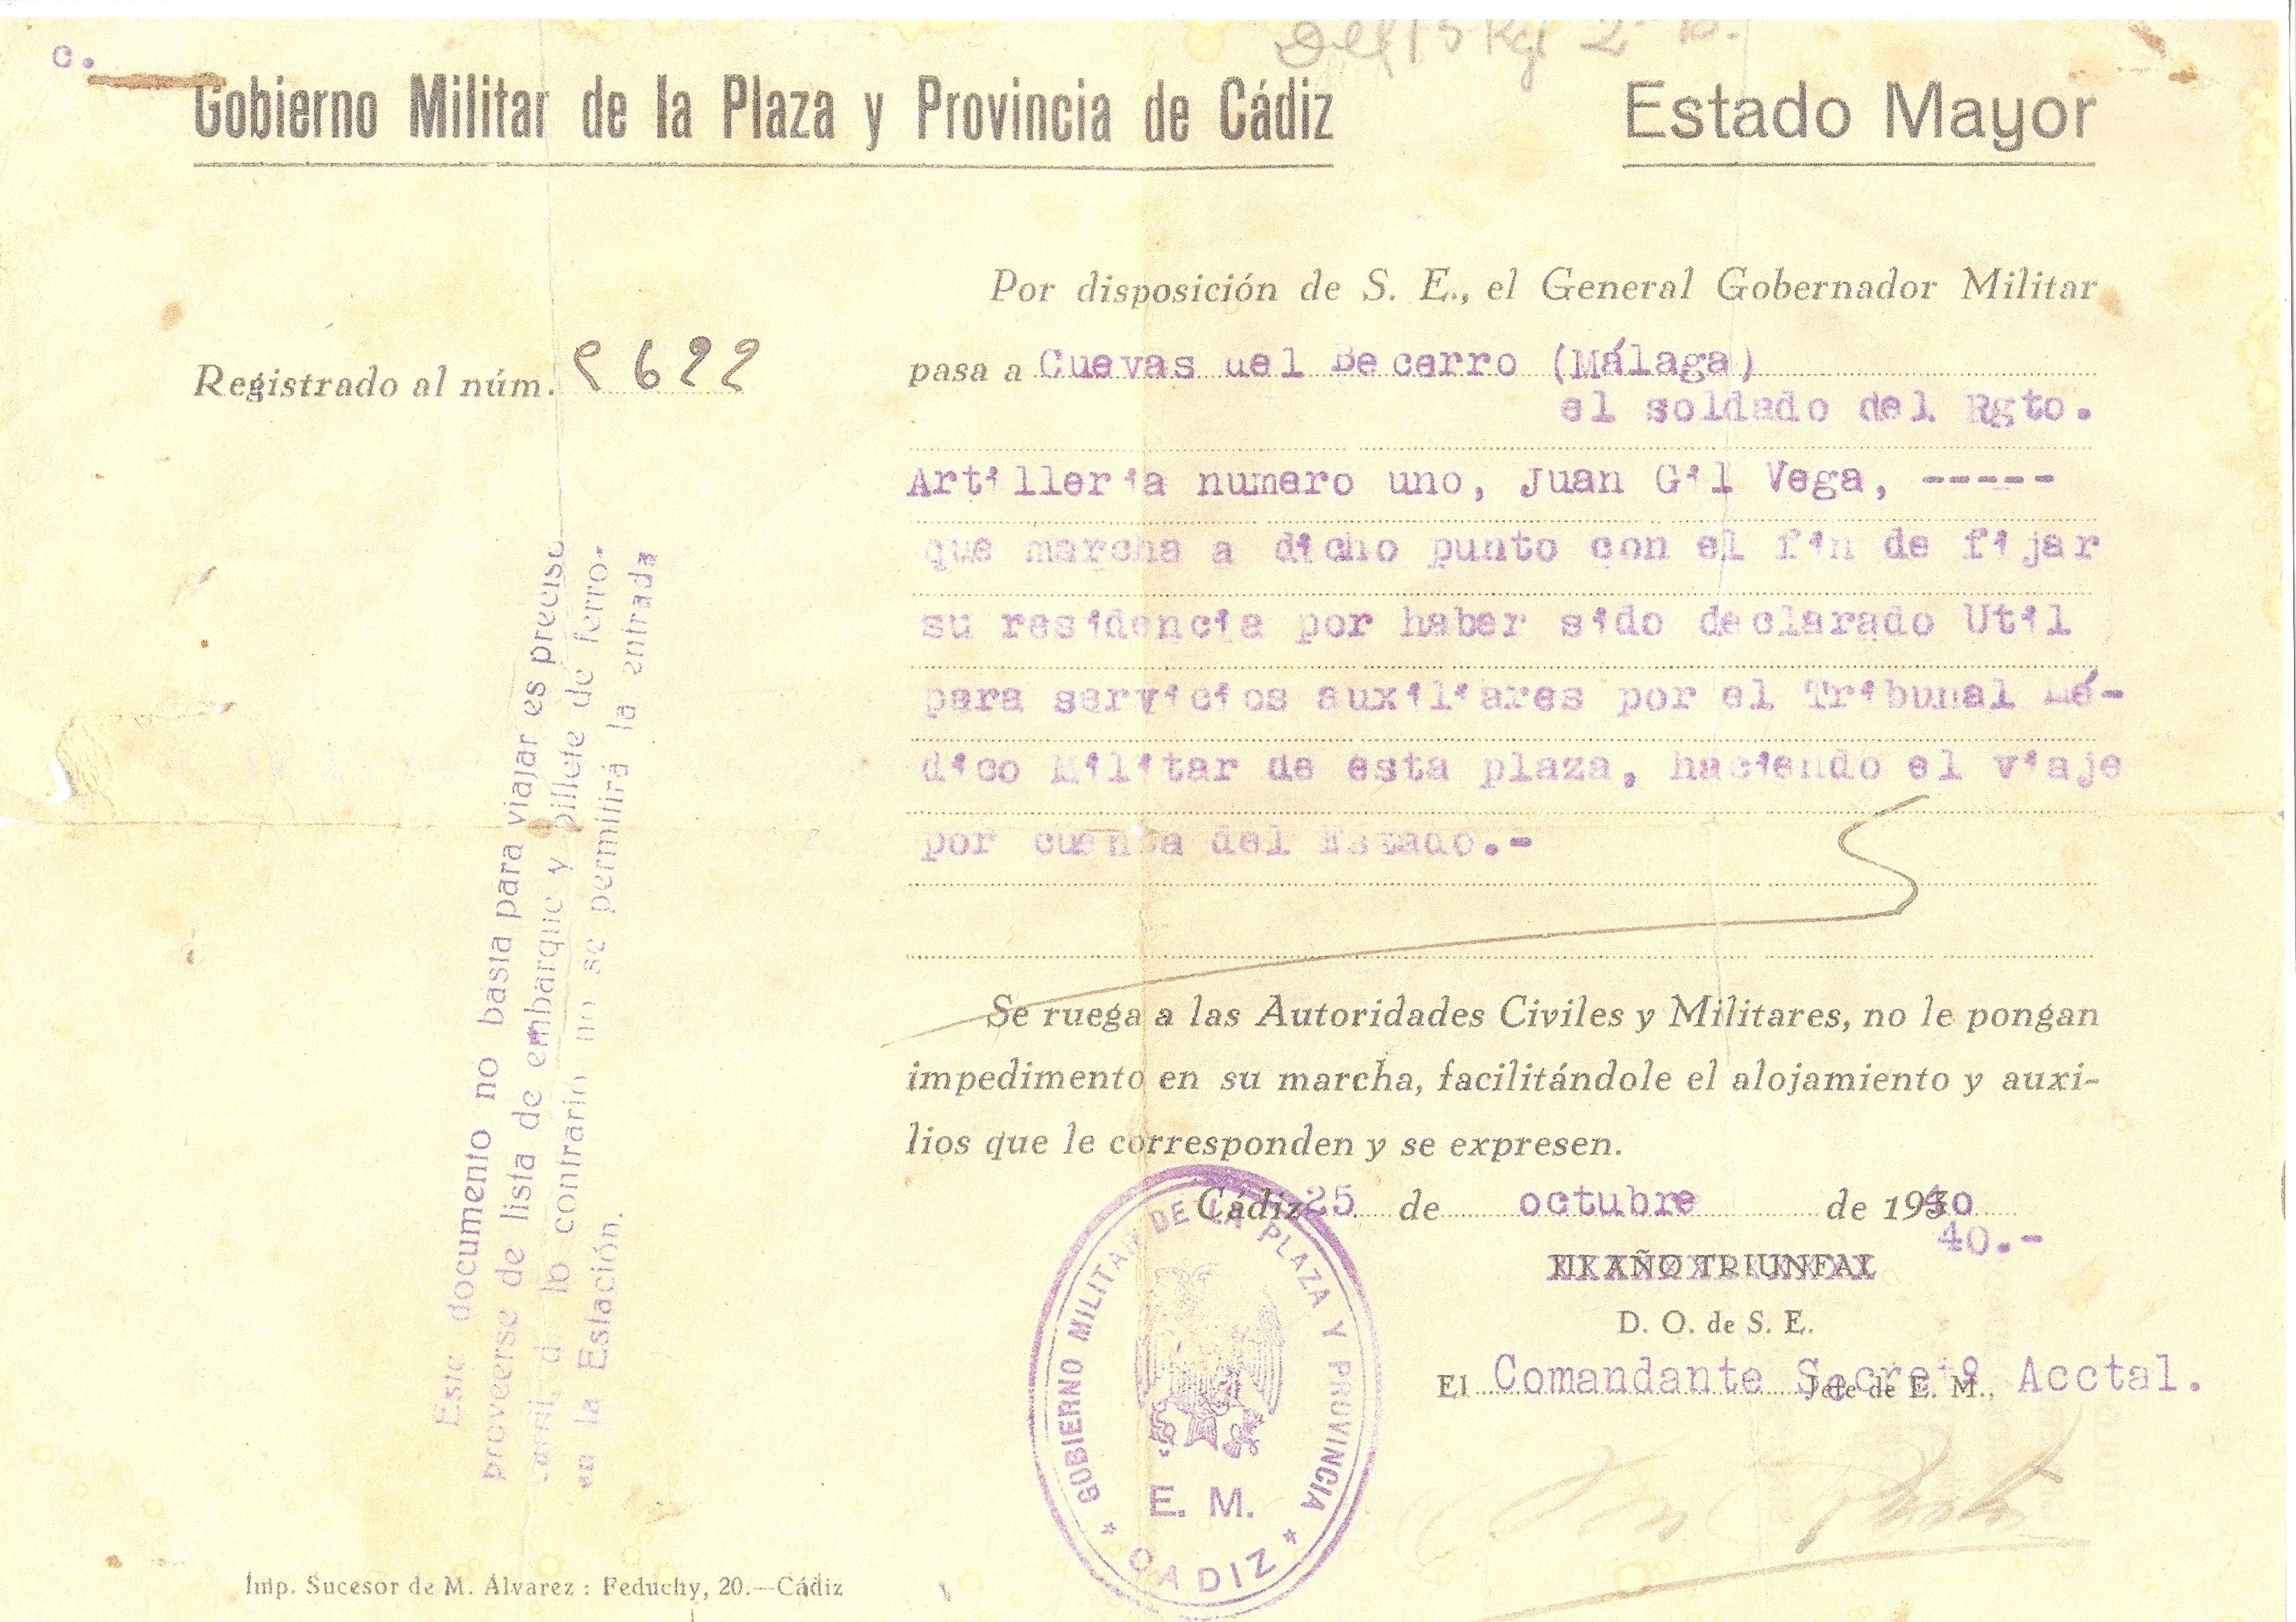 c.
Gobierno Militar de la Plaza y Provincia de Cádiz
Estado Mayor
Registrado al núm. 9622
Por disposición de S. E., el General Gobernador Militar
pasa a Cuevas del Becerro (Málaga)
el soldado del Rgto.
Artilleria numero uno, Juan Gil Vega, -----
que marcha a dicho punto con el fin de fijar
su residencia por haber sido declarado Util
para servicios auxiliares por el Tribunal Mé-
dico Militar de esta plaza, haciendo el viaje
por cuenta del Estado.-
Se ruega a las Autoridades Civiles y Militares, no le pongan
impedimento en su marcha, facilitándole el alojamiento y auxi-
lios que le corresponden y se expresen.
Cádiz 25 de octubre de 1940
40.-
AÑO TRIUNFAL
D. O. de S. E.
El Comandante Secretº Acctal.
Jefe de E. M.,
Este documento no basta para viajar es preciso
proveerse de lista de embarque y billete de ferro-
carril, d lo contrario no se permitirá la entrada
en la Estación.
GOBIERNO MILITAR DE LA PLAZA Y PROVINCIA
E. M.
* CADIZ *
Imp. Sucesor de M. Álvarez : Feduchy, 20.—Cádiz